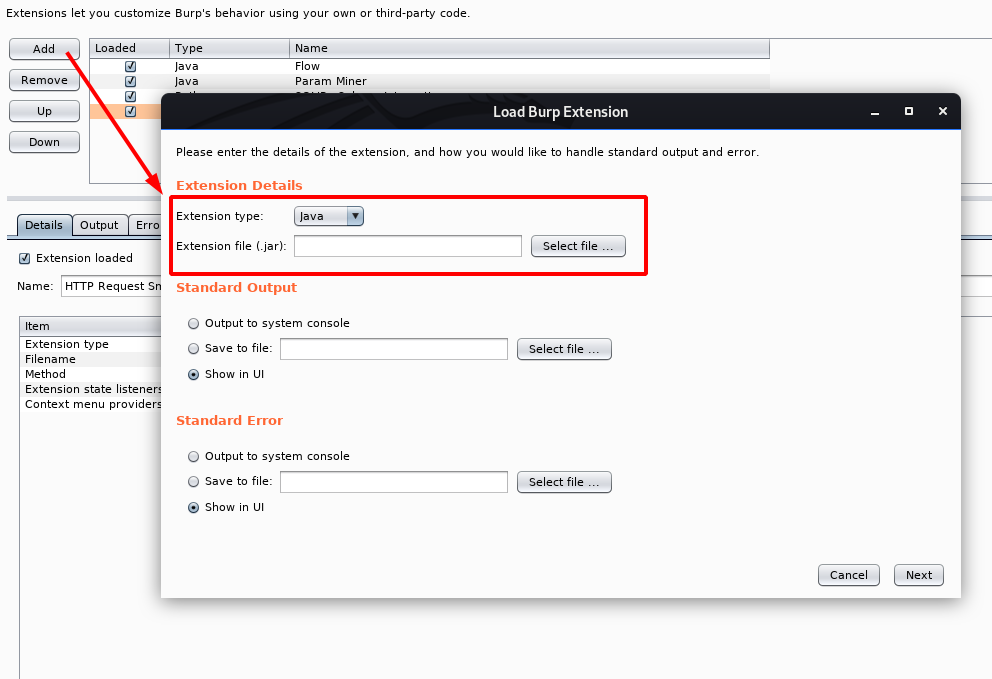 Extensions let you customize Burp's behavior using your own or third-party code.
Add
Loaded Type Name
Java Flow
Remove
Java Param Miner
Up
Down
Load Burp Extension
Please enter the details of the extension, and how you would like to handle standard output and error.
Extension Details
Extension type: Java
Extension file (.jar): Select file ...
Standard Output
Output to system console
Save to file: Select file ...
Show in UI
Standard Error
Output to system console
Save to file: Select file ...
Show in UI
Cancel Next
Details Output Erro
Extension loaded
Name: HTTP Request Sm
Item
Extension type
Filename
Method
Extension state listeners
Context menu providers